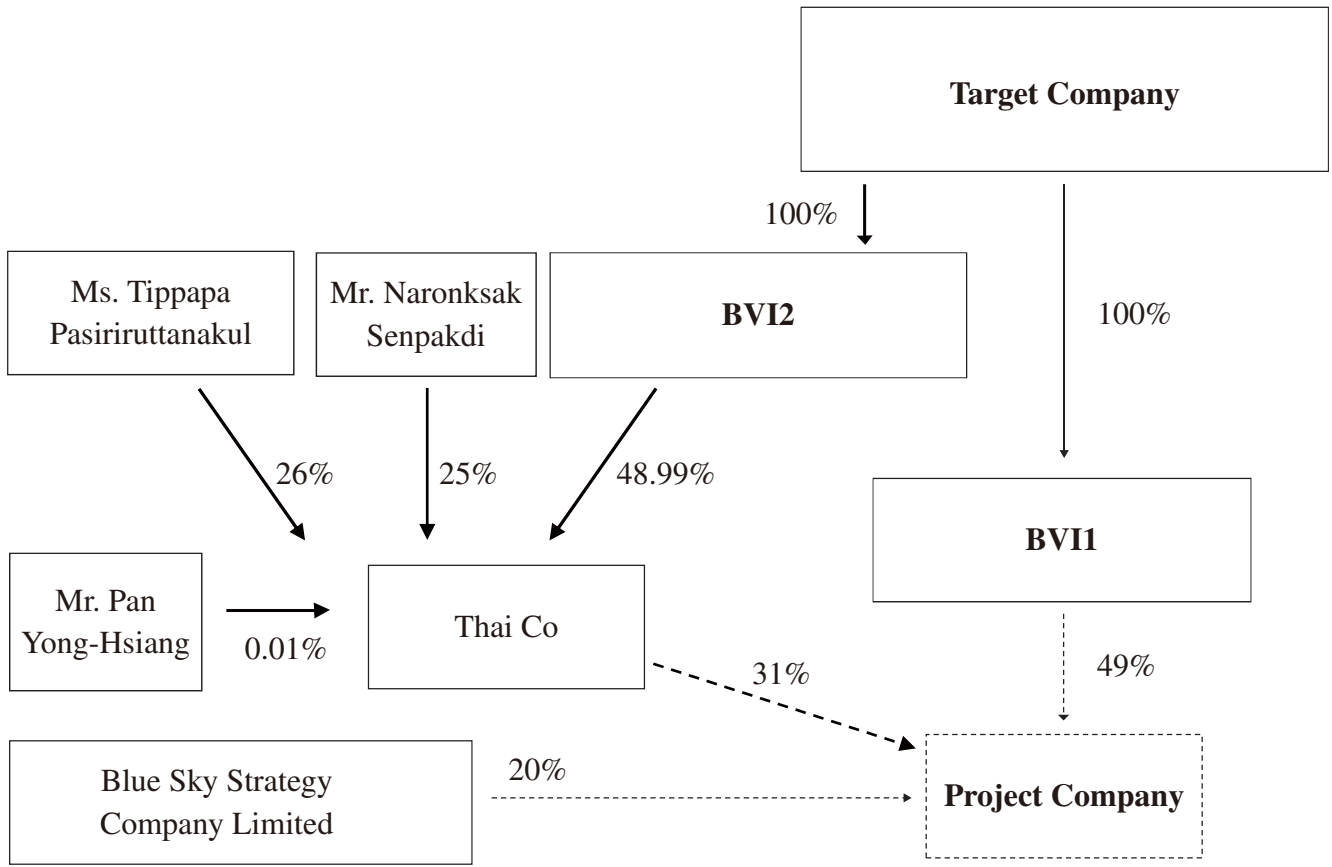 Target Company
100%
Ms. Tippapa
Pasiriruttanakul
Mr. Naronksak
Senpakdi
BVI2
100%
26%
25%
48.99%
BVI1
Mr. Pan
Yong-Hsiang
0.01%
Thai Co
31%
49%
Blue Sky Strategy
Company Limited
20%
Project Company